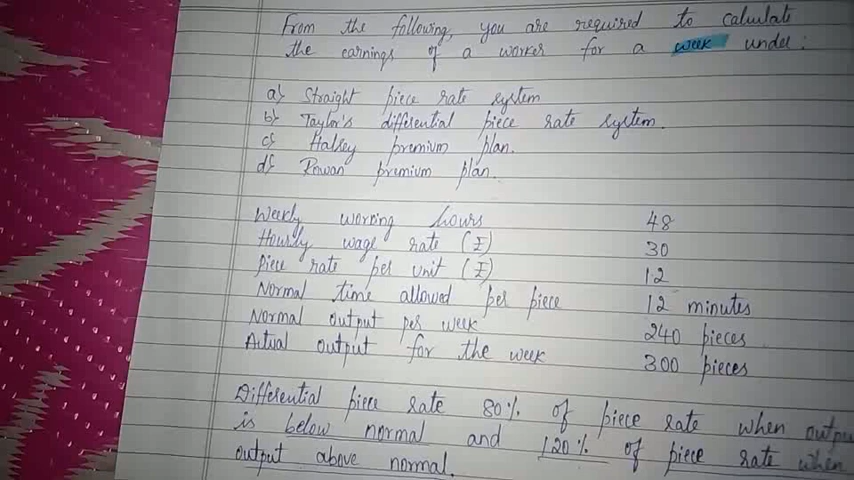 From the following, you are required to calculate
the earnings of a worker for a week under:
a) Straight piece rate system
b) Taylor's differential piece rate system.
c) Halsey premium plan.
d) Rowan premium plan.
Weekly working hours 48
Hourly wage rate (₹) 30
Piece rate per unit (₹) 12
Normal time allowed per piece 12 minutes
Normal output per week 240 pieces
Actual output for the week 300 pieces
Differential piece rate 80% of piece rate when outpu
is below normal and 120% of piece rate when
output above normal.